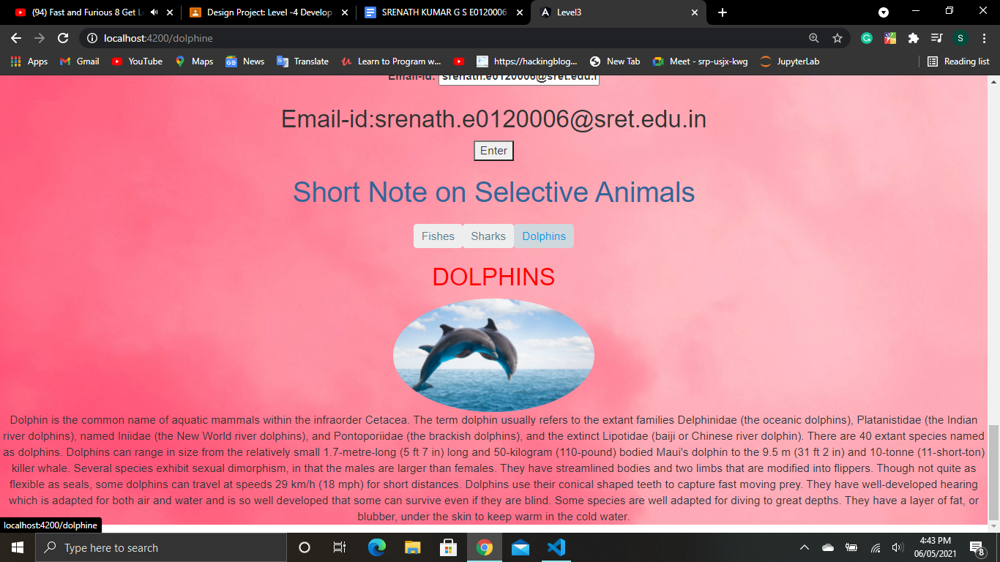 (94) Fast and Furious 8 Get L
Design Project: Level -4 Develop
SRENATH KUMAR G S E0120006
Level3
localhost:4200/dolphine
S
Apps
Gmail
YouTube
Maps
News
Translate
Learn to Program w...
https://hackingblog...
New Tab
Meet - srp-usjx-kwg
JupyterLab
Reading list
Email-id: srenath.e0120006@sret.edu.i
Email-id:srenath.e0120006@sret.edu.in
Enter
Short Note on Selective Animals
Fishes
Sharks
Dolphins
DOLPHINS
Dolphin is the common name of aquatic mammals within the infraorder Cetacea. The term dolphin usually refers to the extant families Delphinidae (the oceanic dolphins), Platanistidae (the Indian
river dolphins), named Iniidae (the New World river dolphins), and Pontoporiidae (the brackish dolphins), and the extinct Lipotidae (baiji or Chinese river dolphin). There are 40 extant species named
as dolphins. Dolphins can range in size from the relatively small 1.7-metre-long (5 ft 7 in) long and 50-kilogram (110-pound) bodied Maui's dolphin to the 9.5 m (31 ft 2 in) and 10-tonne (11-short-ton)
killer whale. Several species exhibit sexual dimorphism, in that the males are larger than females. They have streamlined bodies and two limbs that are modified into flippers. Though not quite as
flexible as seals, some dolphins can travel at speeds 29 km/h (18 mph) for short distances. Dolphins use their conical shaped teeth to capture fast moving prey. They have well-developed hearing
which is adapted for both air and water and is so well developed that some can survive even if they are blind. Some species are well adapted for diving to great depths. They have a layer of fat, or
blubber, under the skin to keep warm in the cold water.
localhost:4200/dolphine
Type here to search
4:43 PM
06/05/2021
8